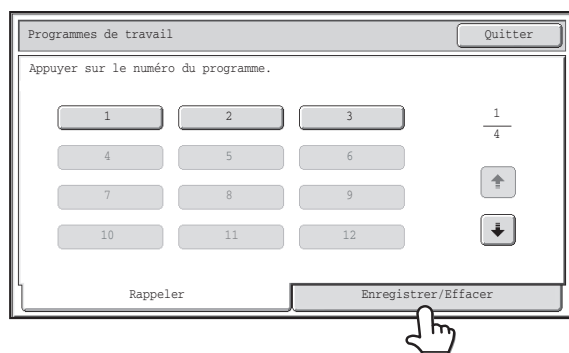 Programmes de travail
Quitter
Appuyer sur le numéro du programme.
1 2 3
1
4
4 5 6
7 8 9
10 11 12
Rappeler
Enregistrer/Effacer